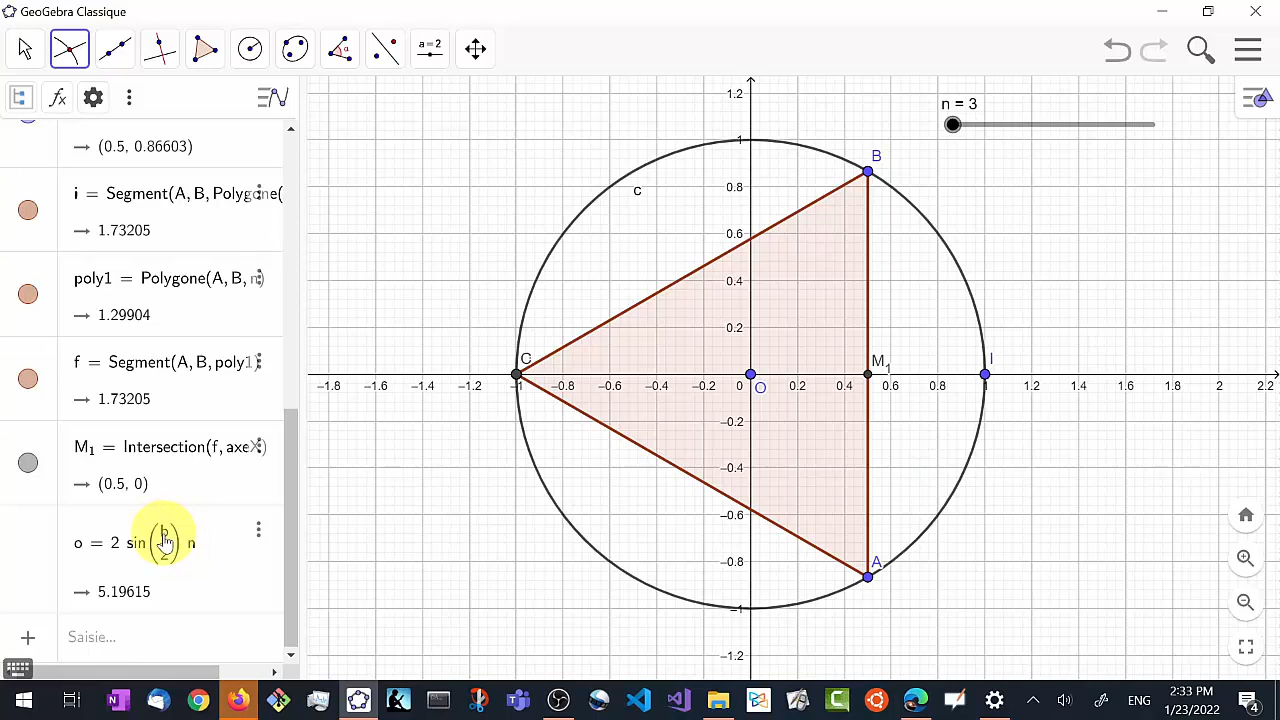 GeoGebra Classique
a = 2
α
fx
→ (0.5, 0.86603)
i = Segment(A, B, Polygone(
→ 1.73205
poly1 = Polygone(A, B, n)
→ 1.29904
f = Segment(A, B, poly1)
→ 1.73205
M1 = Intersection(f, axeX)
→ (0.5, 0)
o = 2 sin n
→ 5.19615
+ Saisie...
n = 3
1.2
1
0.8
0.6
0.4
0.2
0
−0.2
−0.4
−0.6
−0.8
−1
−1.2
-1.8 -1.6 -1.4 -1.2 -1 -0.8 -0.6 -0.4 -0.2 0.2 0.4 0.6 0.8 1 1.2 1.4 1.6 1.8 2 2.2
c
B
C
M1
I
O
A
ENG
2:33 PM
1/23/2022
4